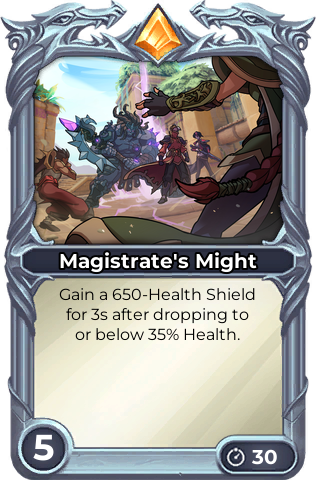 Magistrate's Might
Gain a 650-Health Shield
for 3s after dropping to
or below 35% Health.
5
30